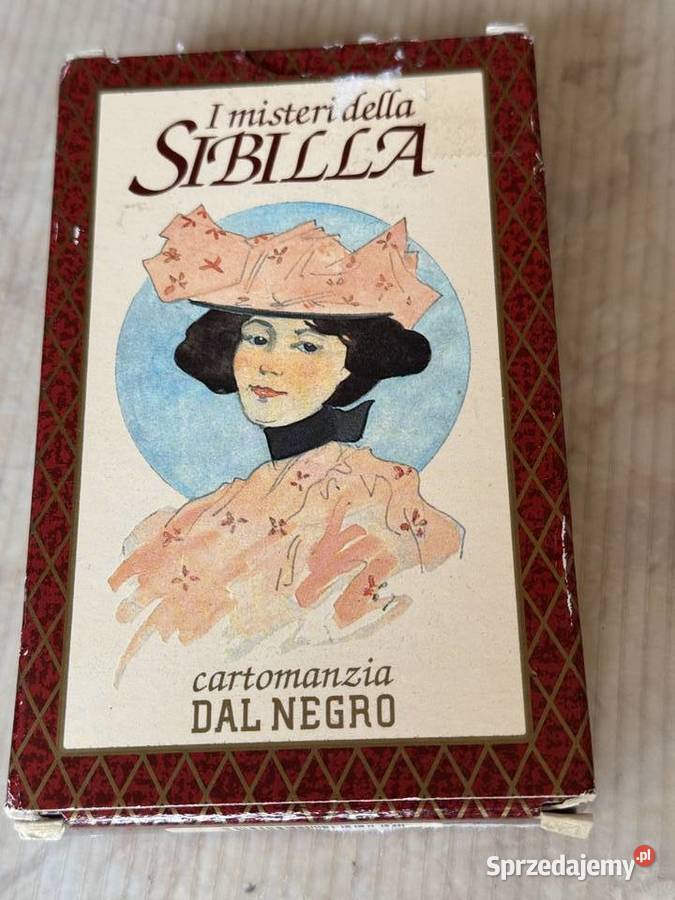 I misteri della
SIBILLA
cartomanzia
DAL NEGRO
Sprzedajemy.pl